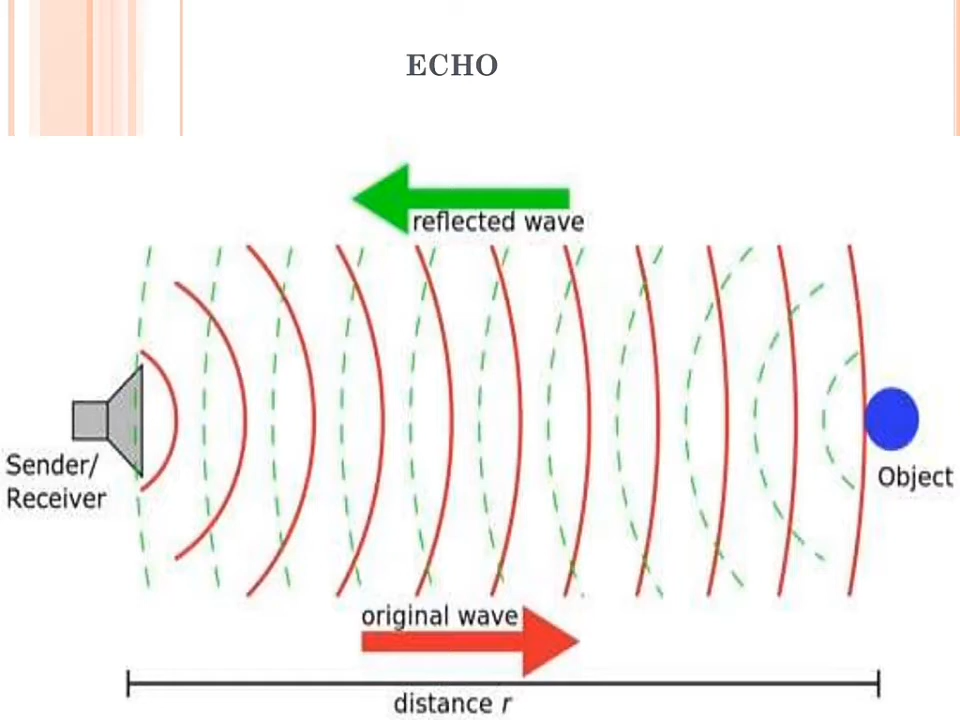 ECHO
reflected wave
Sender/
Receiver
Object
original wave
distance r